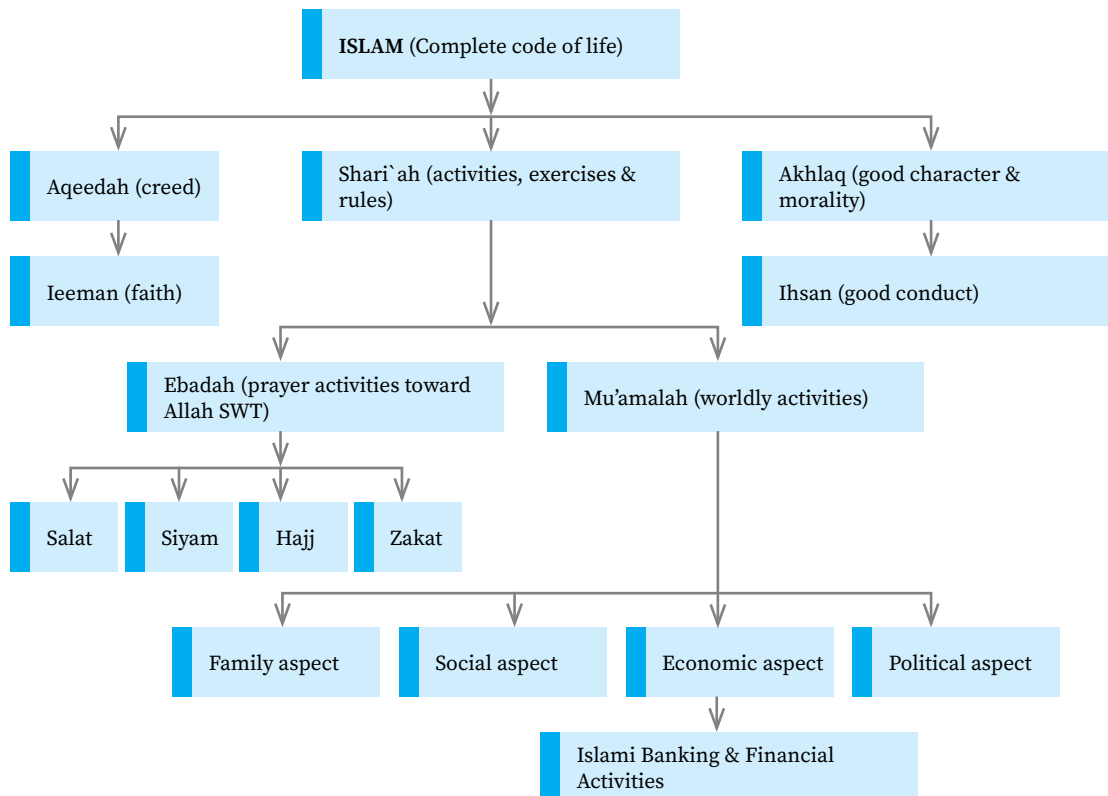 ISLAM (Complete code of life)
Aqeedah (creed)
Shari`ah (activities, exercises &
rules)
Akhlaq (good character &
morality)
Ieeman (faith)
Ihsan (good conduct)
Ebadah (prayer activities toward
Allah SWT)
Mu’amalah (worldly activities)
Salat
Siyam
Hajj
Zakat
Family aspect
Social aspect
Economic aspect
Political aspect
Islami Banking & Financial
Activities